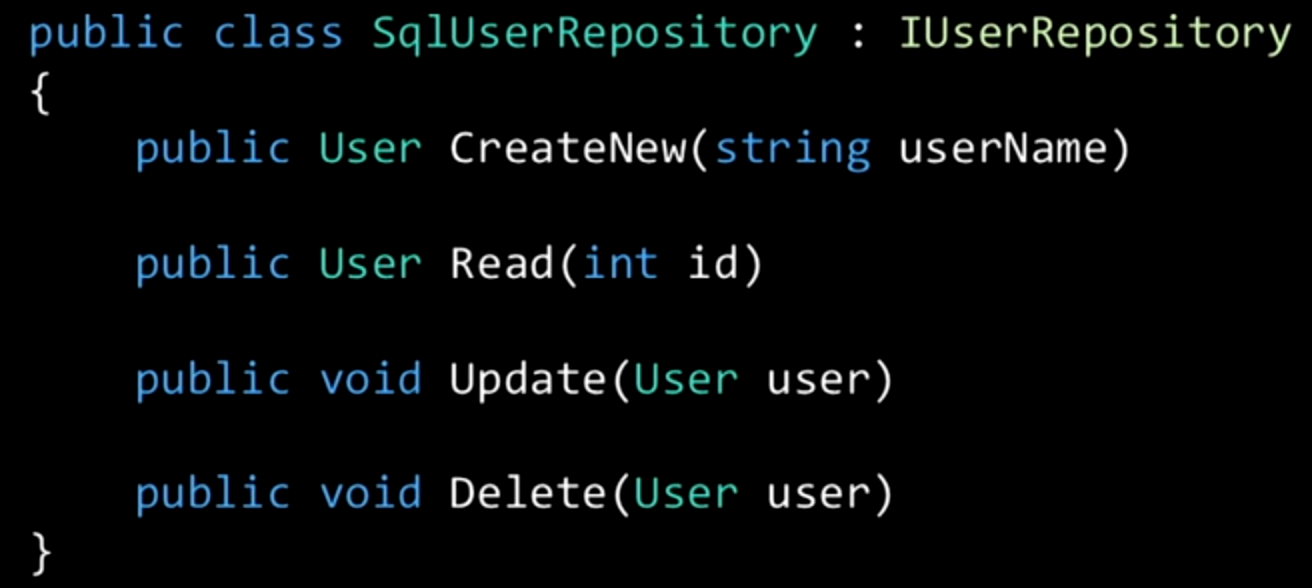 public class SqlUserRepository : IUserRepository
{
    public User CreateNew(string userName)
    public User Read(int id)
    public void Update(User user)
    public void Delete(User user)
}